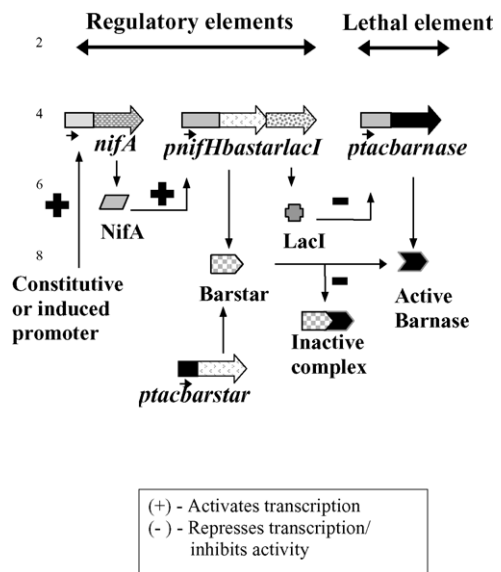 Regulatory elements Lethal element
2
4
nifA pnifHbastarlacI ptacbarnase
6
NifA LacI
8
Constitutive
or induced
promoter
Barstar Active
Barnase
Inactive
complex
ptacbarstar
(+) - Activates transcription
(-) - Represses transcription/
inhibits activity